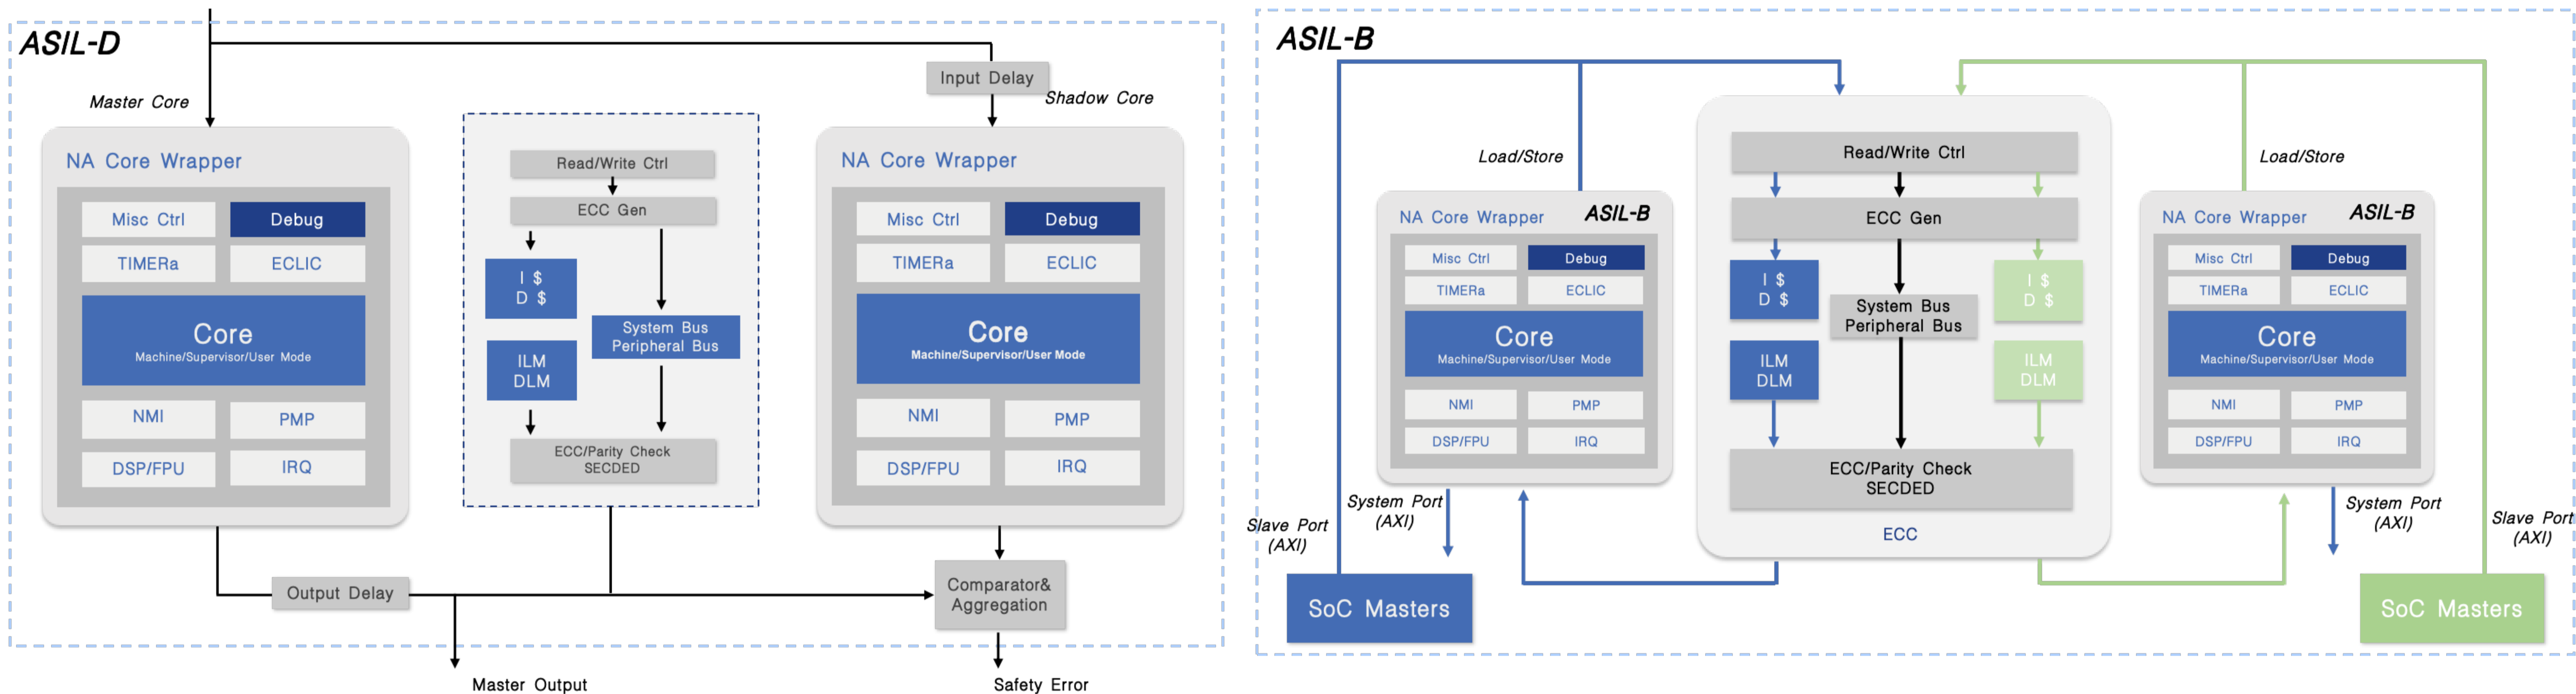 ASIL-D
Input Delay
Master Core
Shadow Core
NA Core Wrapper
Misc Ctrl
Debug
TIMERa
ECLIC
Core
Machine/Supervisor/User Mode
NMI
PMP
DSP/FPU
IRQ
Read/Write Ctrl
ECC Gen
I $
D $
System Bus
Peripheral Bus
ILM
DLM
ECC/Parity Check
SECDED
NA Core Wrapper
Misc Ctrl
Debug
TIMERa
ECLIC
Core
Machine/Supervisor/User Mode
NMI
PMP
DSP/FPU
IRQ
Output Delay
Comparator&
Aggregation
Master Output
Safety Error
ASIL-B
Load/Store
NA Core Wrapper
ASIL-B
Misc Ctrl
Debug
TIMERa
ECLIC
Core
Machine/Supervisor/User Mode
NMI
PMP
DSP/FPU
IRQ
System Port
(AXI)
Slave Port
(AXI)
SoC Masters
Read/Write Ctrl
ECC Gen
I $
D $
System Bus
Peripheral Bus
I $
D $
ILM
DLM
ILM
DLM
ECC/Parity Check
SECDED
ECC
Load/Store
NA Core Wrapper
ASIL-B
Misc Ctrl
Debug
TIMERa
ECLIC
Core
Machine/Supervisor/User Mode
NMI
PMP
DSP/FPU
IRQ
System Port
(AXI)
Slave Port
(AXI)
SoC Masters